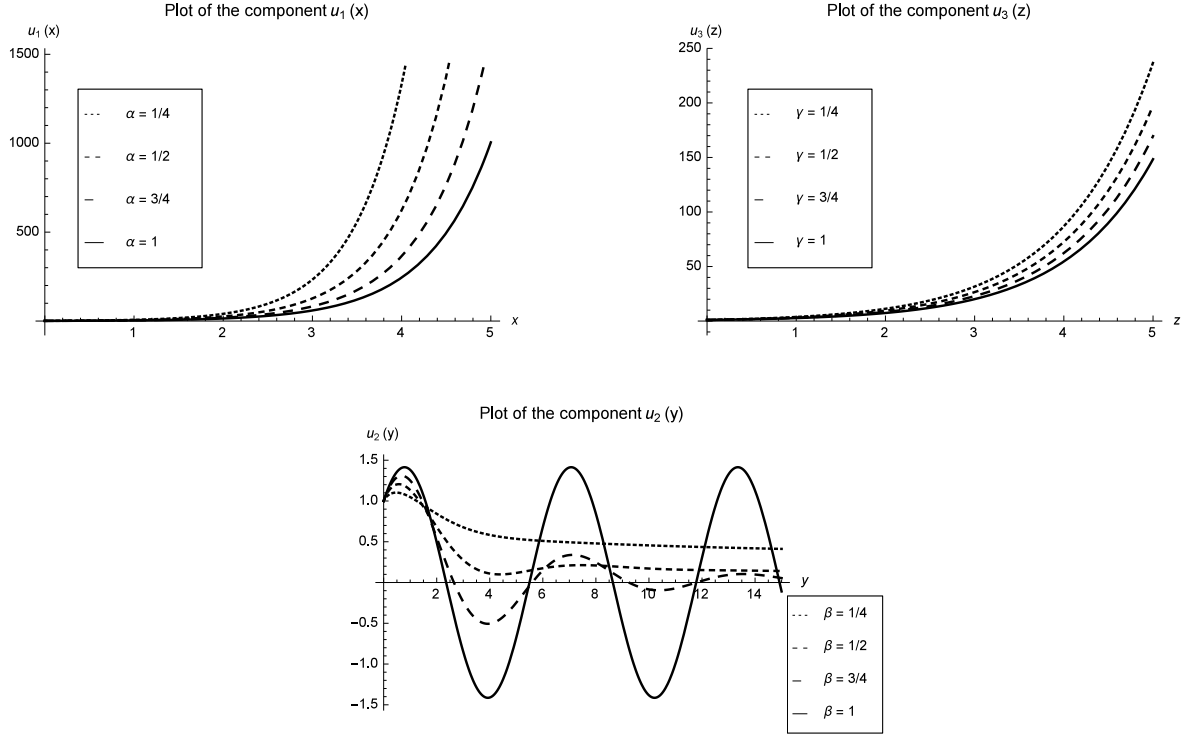 Plot of the component u₁ (x)
u₁ (x)
1500
1000
500
α = 1/4
α = 1/2
α = 3/4
α = 1
1 2 3 4 5 x
Plot of the component u₃ (z)
u₃ (z)
250
200
150
100
50
γ = 1/4
γ = 1/2
γ = 3/4
γ = 1
1 2 3 4 5 z
Plot of the component u₂ (y)
u₂ (y)
1.5
1.0
0.5
2 4 6 8 10 12 14 y
−0.5
−1.0
−1.5
β = 1/4
β = 1/2
β = 3/4
β = 1